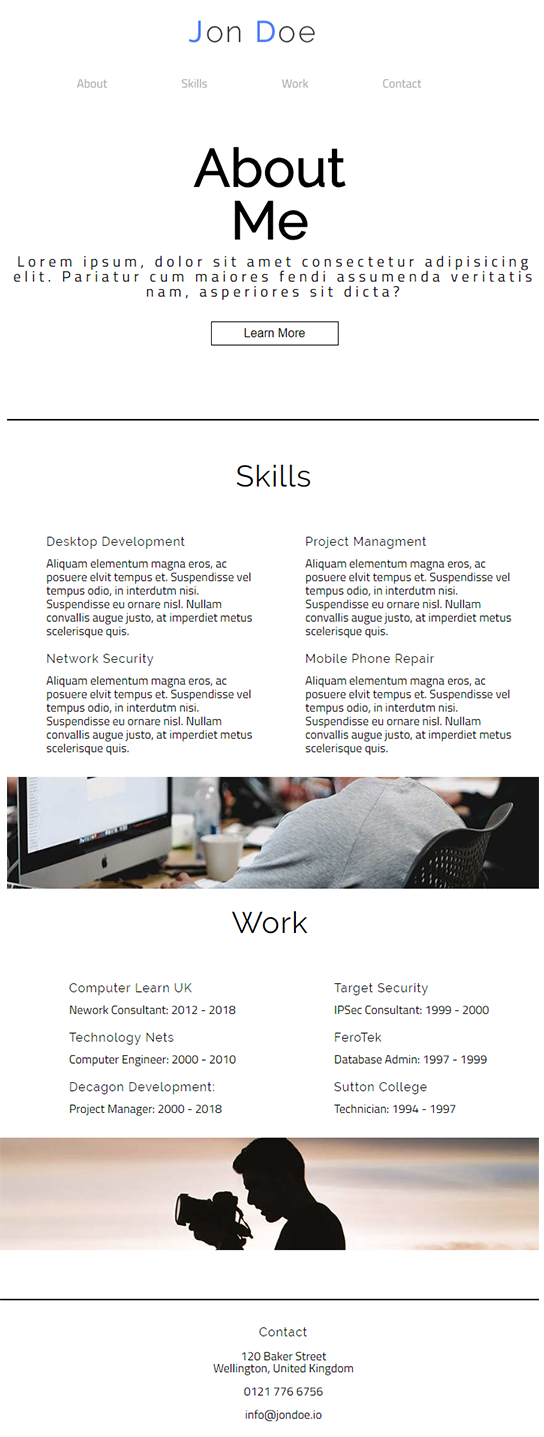 Jon Doe
About Skills Work Contact
About
Me
Lorem ipsum, dolor sit amet consectetur adipisicing
elit. Pariatur cum maiores fendi assumenda veritatis
nam, asperiores sit dicta?
Learn More
Skills
Desktop Development
Aliquam elementum magna eros, ac
posuere elvit tempus et. Suspendisse vel
tempus odio, in interdutm nisi.
Suspendisse eu ornare nisl. Nullam
convallis augue justo, at imperdiet metus
scelerisque quis.
Project Managment
Aliquam elementum magna eros, ac
posuere elvit tempus et. Suspendisse vel
tempus odio, in interdutm nisi.
Suspendisse eu ornare nisl. Nullam
convallis augue justo, at imperdiet metus
scelerisque quis.
Network Security
Aliquam elementum magna eros, ac
posuere elvit tempus et. Suspendisse vel
tempus odio, in interdutm nisi.
Suspendisse eu ornare nisl. Nullam
convallis augue justo, at imperdiet metus
scelerisque quis.
Mobile Phone Repair
Aliquam elementum magna eros, ac
posuere elvit tempus et. Suspendisse vel
tempus odio, in interdutm nisi.
Suspendisse eu ornare nisl. Nullam
convallis augue justo, at imperdiet metus
scelerisque quis.
Work
Computer Learn UK
Nework Consultant: 2012 - 2018
Target Security
IPSec Consultant: 1999 - 2000
Technology Nets
Computer Engineer: 2000 - 2010
FeroTek
Database Admin: 1997 - 1999
Decagon Development:
Project Manager: 2000 - 2018
Sutton College
Technician: 1994 - 1997
Contact
120 Baker Street
Wellington, United Kingdom
0121 776 6756
info@jondoe.io